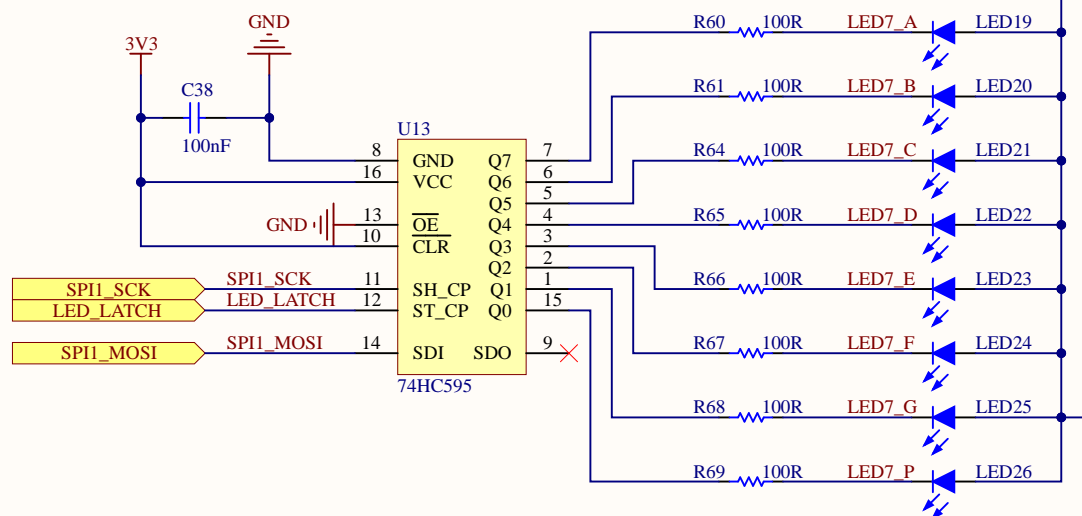 GND
3V3
C38
100nF
U13
8 GND Q7 7
16 VCC Q6 6
Q5 5
GND 13 OE Q4 4
10 CLR Q3 3
Q2 2
SPI1_SCK SPI1_SCK 11 SH_CP Q1 1
LED_LATCH LED_LATCH 12 ST_CP Q0 15
SPI1_MOSI SPI1_MOSI 14 SDI SDO 9
74HC595
R60 100R LED7_A LED19
R61 100R LED7_B LED20
R64 100R LED7_C LED21
R65 100R LED7_D LED22
R66 100R LED7_E LED23
R67 100R LED7_F LED24
R68 100R LED7_G LED25
R69 100R LED7_P LED26